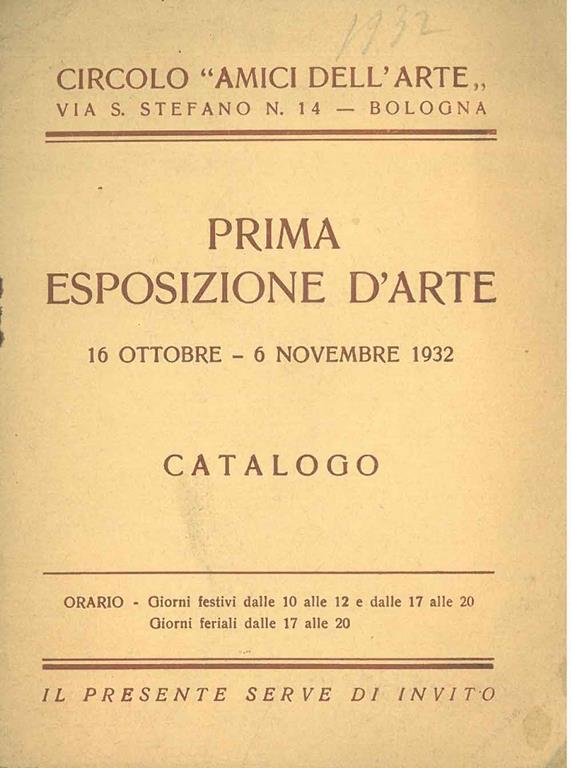 1932
CIRCOLO “AMICI DELL'ARTE„
VIA S. STEFANO N. 14 — BOLOGNA
PRIMA
ESPOSIZIONE D'ARTE
16 OTTOBRE - 6 NOVEMBRE 1932
CATALOGO
ORARIO - Giorni festivi dalle 10 alle 12 e dalle 17 alle 20
Giorni feriali dalle 17 alle 20
IL PRESENTE SERVE DI INVITO